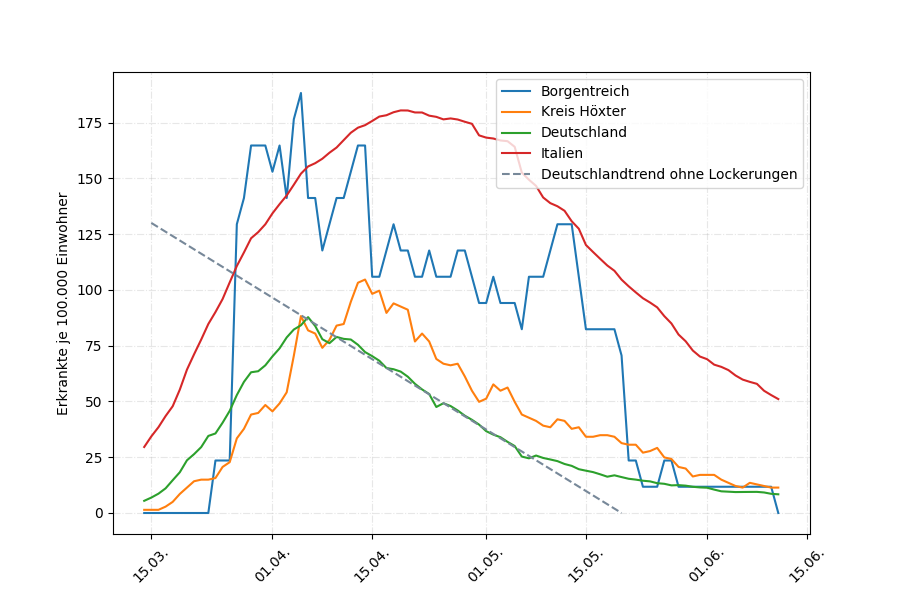 Borgentreich
Kreis Höxter
Deutschland
Italien
Deutschlandtrend ohne Lockerungen
Erkrankte je 100.000 Einwohner
175
150
125
100
75
50
25
0
15.03.
01.04.
15.04.
01.05.
15.05.
01.06.
15.06.